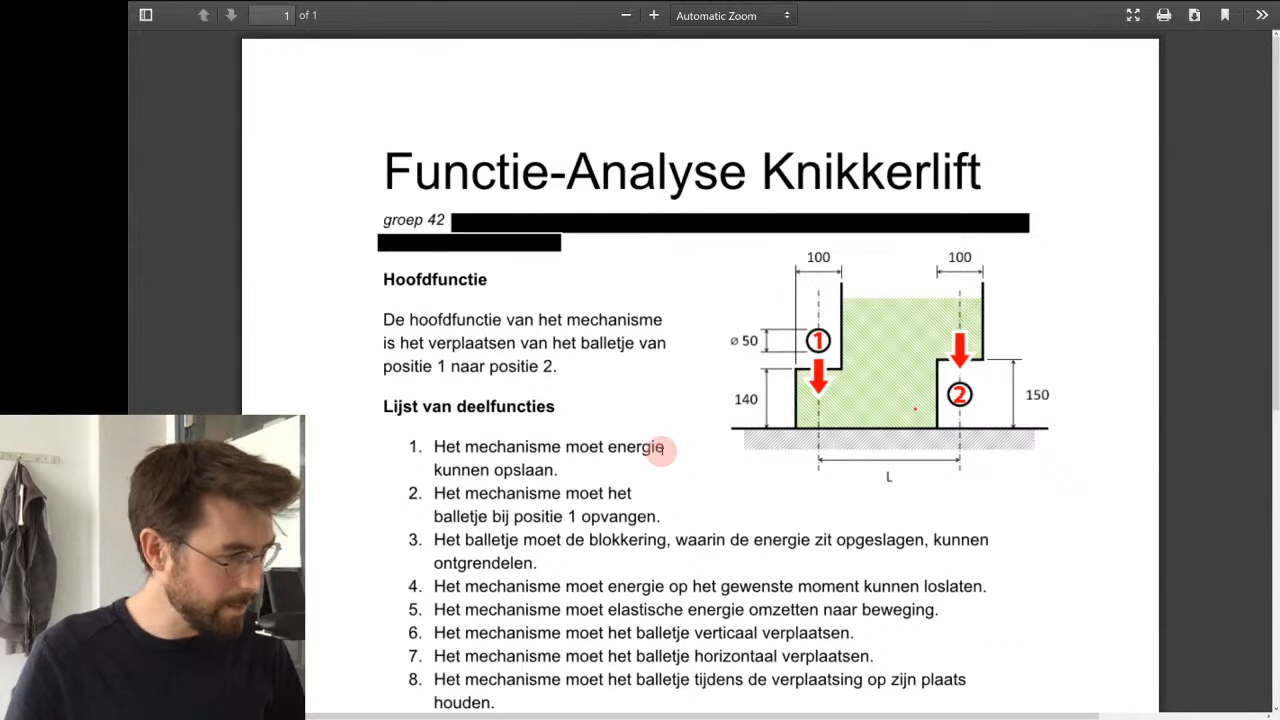 1 of 1 Automatic Zoom
Functie-Analyse Knikkerlift
groep 42
Hoofdfunctie
De hoofdfunctie van het mechanisme
is het verplaatsen van het balletje van
positie 1 naar positie 2.
Lijst van deelfuncties
1. Het mechanisme moet energie
kunnen opslaan.
2. Het mechanisme moet het
balletje bij positie 1 opvangen.
100 100
⌀ 50 1
140 2 150
L
3. Het balletje moet de blokkering, waarin de energie zit opgeslagen, kunnen
ontgrendelen.
4. Het mechanisme moet energie op het gewenste moment kunnen loslaten.
5. Het mechanisme moet elastische energie omzetten naar beweging.
6. Het mechanisme moet het balletje verticaal verplaatsen.
7. Het mechanisme moet het balletje horizontaal verplaatsen.
8. Het mechanisme moet het balletje tijdens de verplaatsing op zijn plaats
houden.